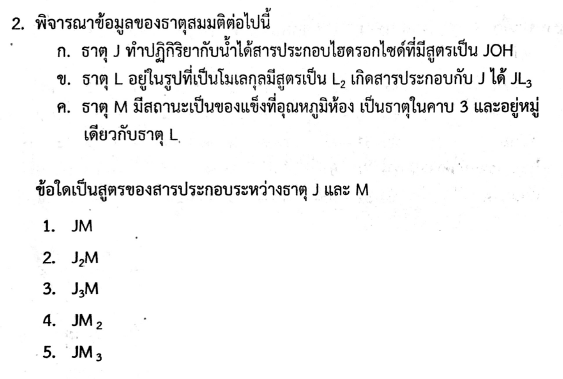 2. พิจารณาข้อมูลของธาตุสมมติต่อไปนี้
ก. ธาตุ J ทำปฏิกิริยากับน้ำได้สารประกอบไฮดรอกไซด์ที่มีสูตรเป็น JOH
ข. ธาตุ L อยู่ในรูปที่เป็นโมเลกุลมีสูตรเป็น L₂ เกิดสารประกอบกับ J ได้ JL₃
ค. ธาตุ M มีสถานะเป็นของแข็งที่อุณหภูมิห้อง เป็นธาตุในคาบ 3 และอยู่หมู่
เดียวกับธาตุ L
ข้อใดเป็นสูตรของสารประกอบระหว่างธาตุ J และ M
1. JM
2. J₂M
3. J₃M
4. JM₂
5. JM₃